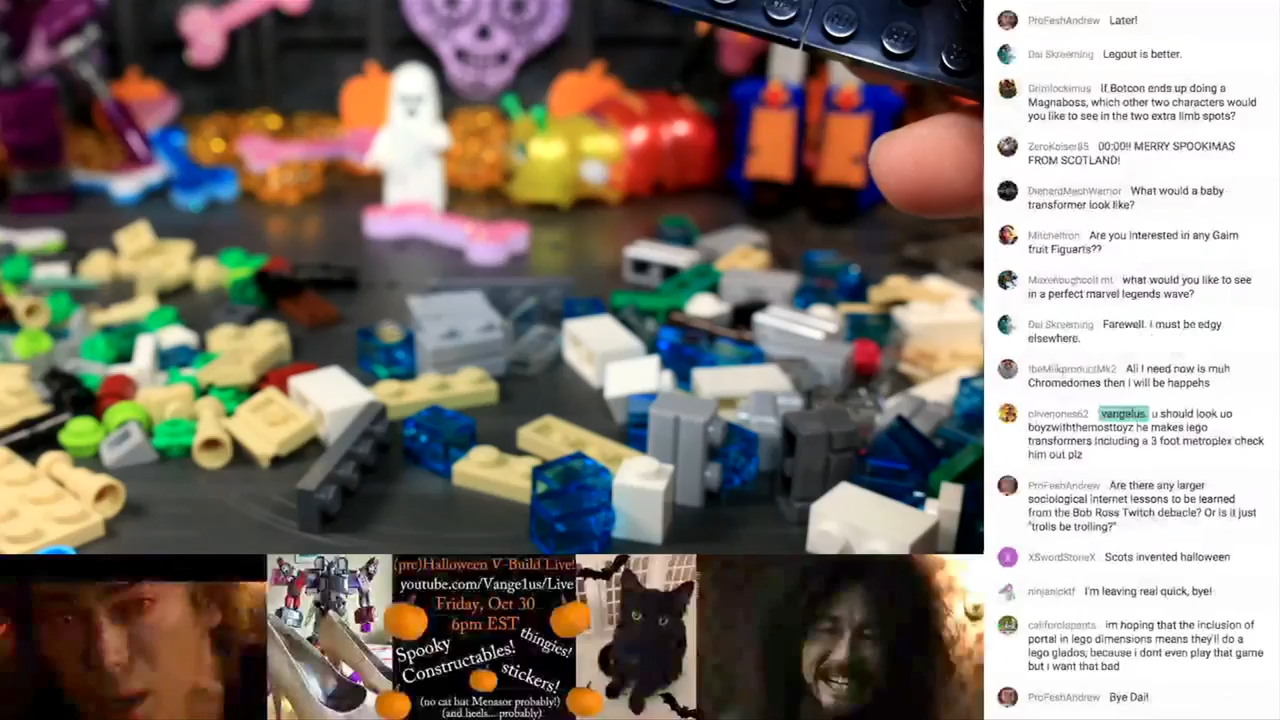 ProFeshAndrew Later!
Dai Skreeming Legout is better.
Grimlockimus If Botcon ends up doing a
Magnaboss, which other two characters would
you like to see in the two extra limb spots?
ZeroKaiser85 00:00!! MERRY SPOOKIMAS
FROM SCOTLAND!
DieherdMechWarrior What would a baby
transformer look like?
Mitcheltron Are you interested in any Gaim
fruit Figuarts??
what would you like to see
in a perfect marvel legends wave?
Dai Skreeming Farewell. I must be edgy
elsewhere.
theMilkproductMk2 All I need now is muh
Chromedomes then i will be happehs
olivenones62 vangelus, u should look uo
boyzwiththemosttoyz he makes lego
transformers including a 3 foot metroplex check
him out plz
ProFeshAndrew Are there any larger
sociological internet lessons to be learned
from the Bob Ross Twitch debacle? Or is it just
"trolls be trolling?"
XSwordStoneX Scots invented halloween
ninjanicktf I'm leaving real quick, bye!
californiapants im hoping that the inclusion of
portal in lego dimensions means they'll do a
lego glados, because i dont even play that game
but i want that bad
ProFeshAndrew Bye Dai!
(pre)Halloween V-Build Live!
youtube.com/Vange1us/Live
Friday, Oct 30
6pm EST
Spooky
Constructables!
thingies!
stickers!
(no cat but Menasor probably!)
(and heels... probably)